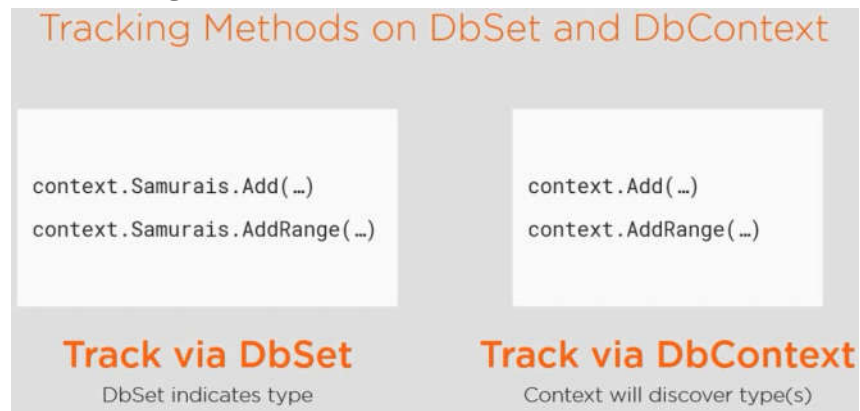 Tracking Methods on DbSet and DbContext
context.Samurais.Add(…)
context.Samurais.AddRange(…)
Track via DbSet
DbSet indicates type
context.Add(…)
context.AddRange(…)
Track via DbContext
Context will discover type(s)